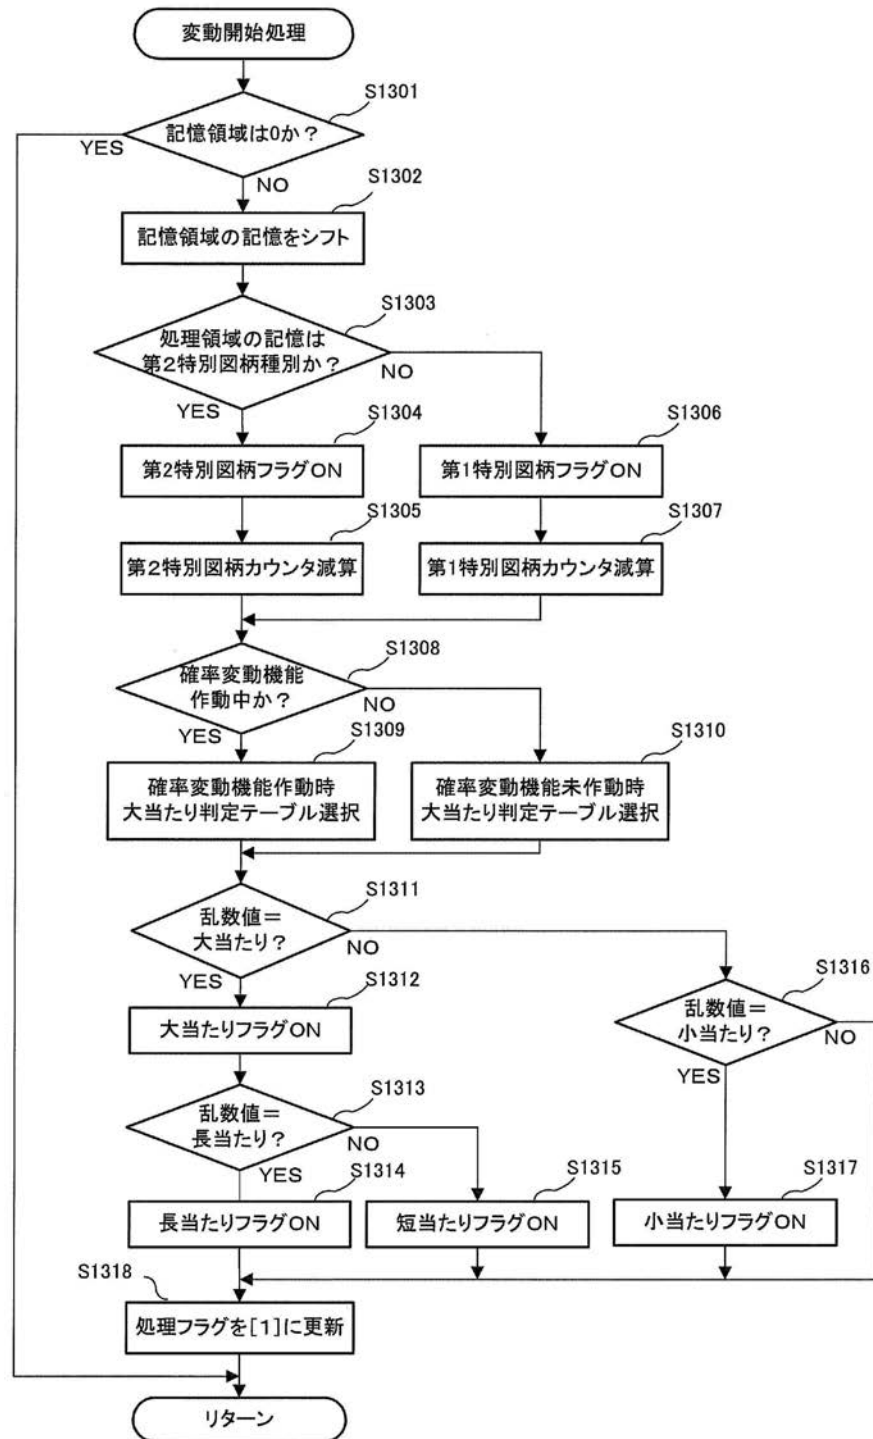 変動開始処理
S1301
記憶領域は0か？
YES
NO
S1302
記憶領域の記憶をシフト
S1303
処理領域の記憶は
第2特別図柄種別か？
NO
YES
S1304
S1306
第2特別図柄フラグON
第1特別図柄フラグON
S1305
S1307
第2特別図柄カウンタ減算
第1特別図柄カウンタ減算
S1308
確率変動機能
作動中か？
NO
YES
S1309
S1310
確率変動機能作動時
大当たり判定テーブル選択
確率変動機能未作動時
大当たり判定テーブル選択
S1311
乱数値＝
大当たり？
NO
YES
S1312
S1316
大当たりフラグON
乱数値＝
小当たり？
NO
YES
S1313
乱数値＝
長当たり？
NO
YES
S1314
S1315
S1317
長当たりフラグON
短当たりフラグON
小当たりフラグON
S1318
処理フラグを[1]に更新
リターン